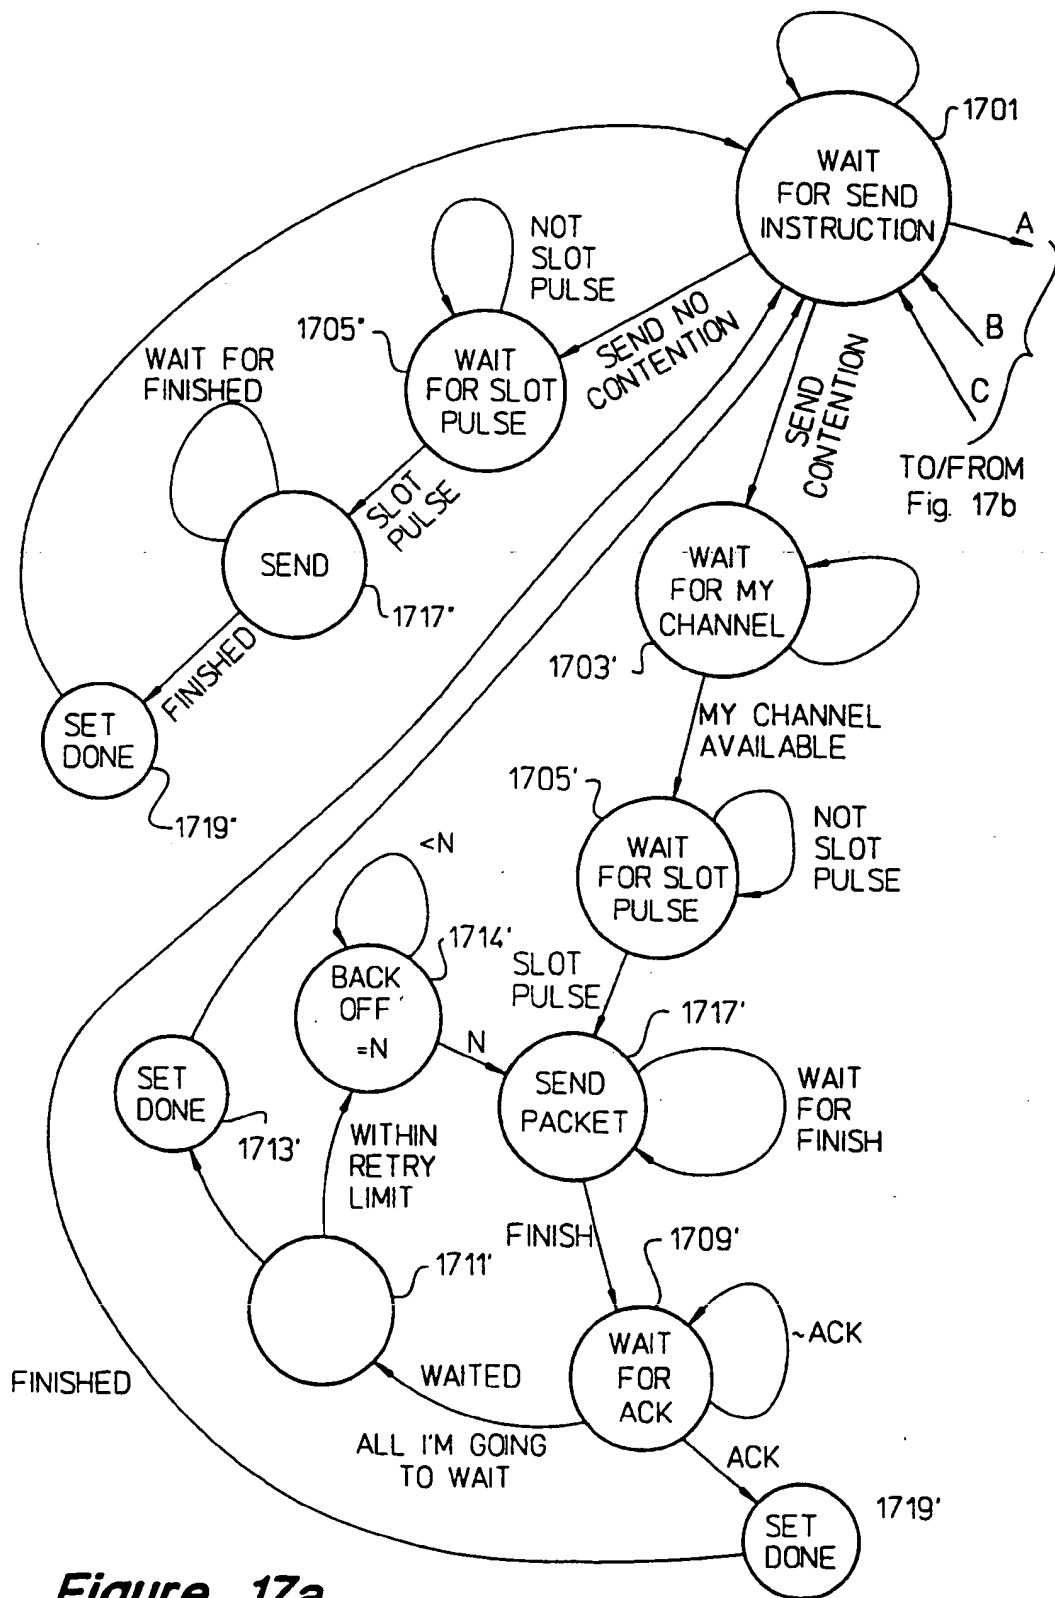 1701
WAIT
FOR SEND
INSTRUCTION
A
B
C
TO/FROM
Fig. 17b
NOT
SLOT
PULSE
1705"
WAIT
FOR SLOT
PULSE
SEND NO
CONTENTION
SEND
CONTENTION
WAIT FOR
FINISHED
SLOT
PULSE
SEND
1717"
FINISHED
SET
DONE
1719"
WAIT
FOR MY
CHANNEL
1703'
MY CHANNEL
AVAILABLE
1705'
WAIT
FOR SLOT
PULSE
NOT
SLOT
PULSE
<N
1714'
BACK
OFF
=N
N
SLOT
PULSE
1717'
SEND
PACKET
WAIT
FOR
FINISH
SET
DONE
1713'
WITHIN
RETRY
LIMIT
1711'
FINISH
1709'
WAIT
FOR
ACK
~ACK
WAITED
ALL I'M GOING
TO WAIT
FINISHED
ACK
1719'
SET
DONE
Figure 17a